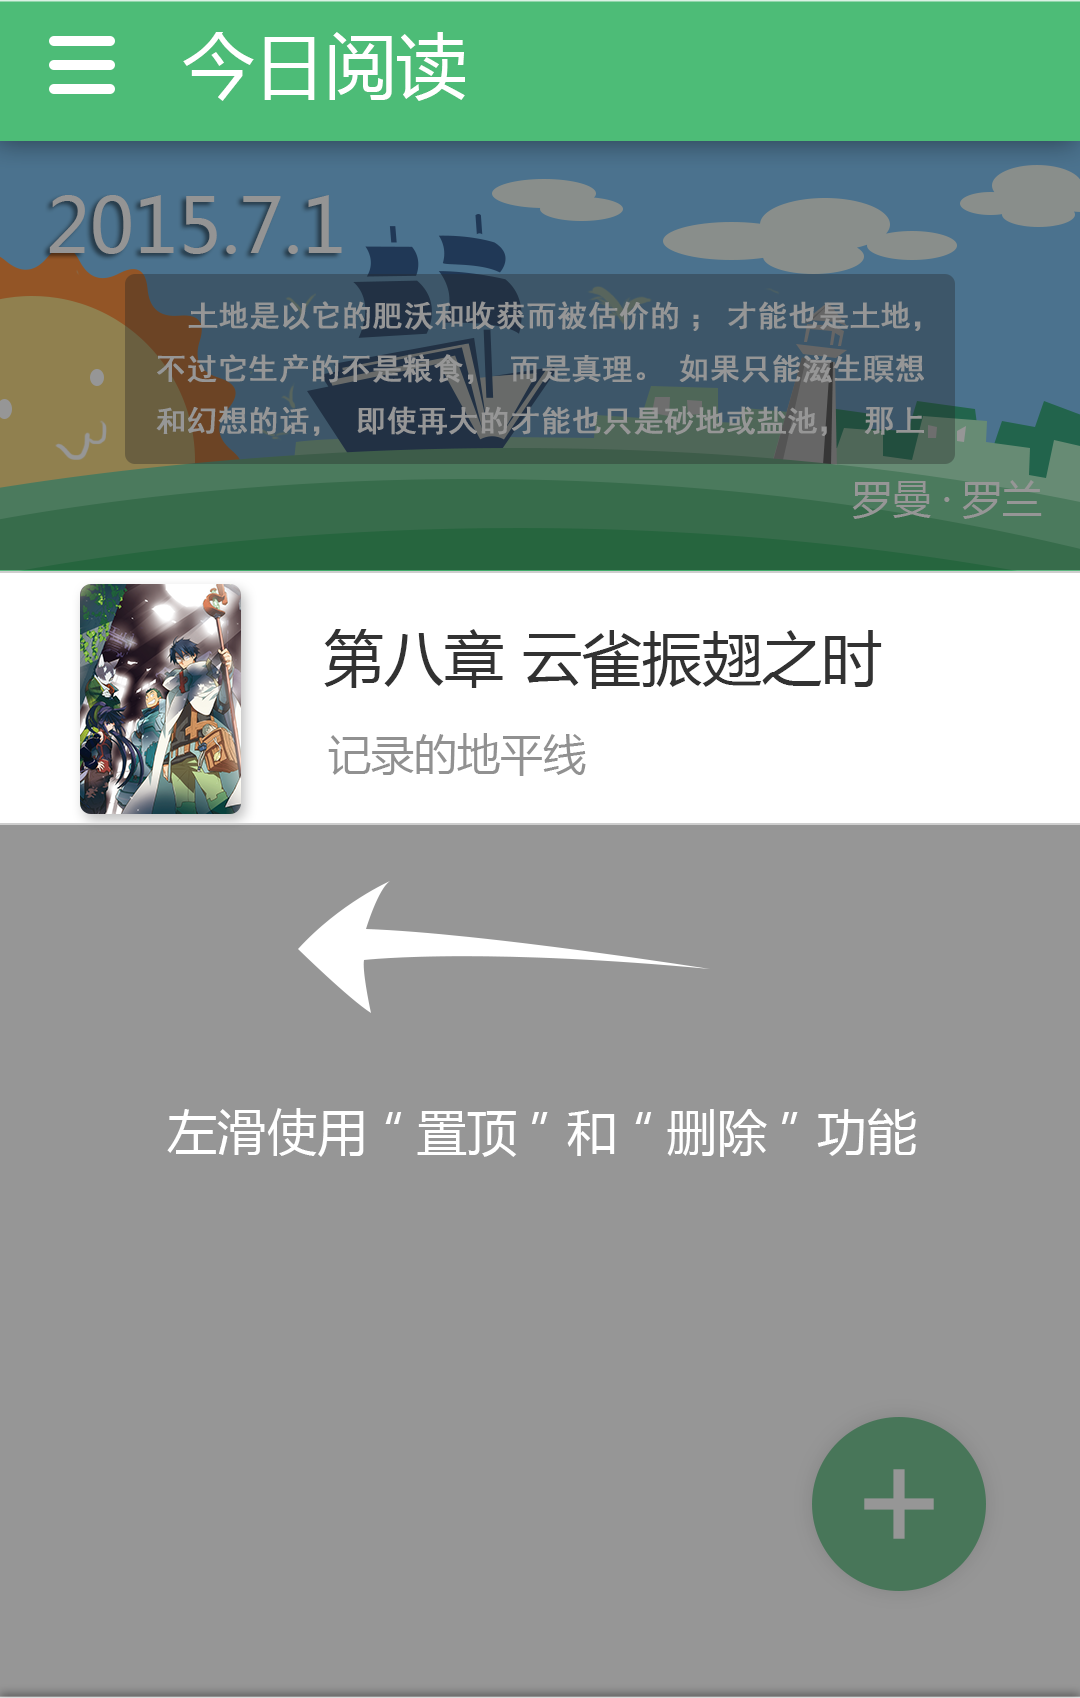 今日阅读
2015.7.1
土地是以它的肥沃和收获而被估价的； 才能也是土地，
不过它生产的不是粮食， 而是真理。 如果只能滋生瞑想
和幻想的话， 即使再大的才能也只是砂地或盐池， 那上
罗曼·罗兰
第八章 云雀振翅之时
记录的地平线
左滑使用“置顶”和“删除”功能